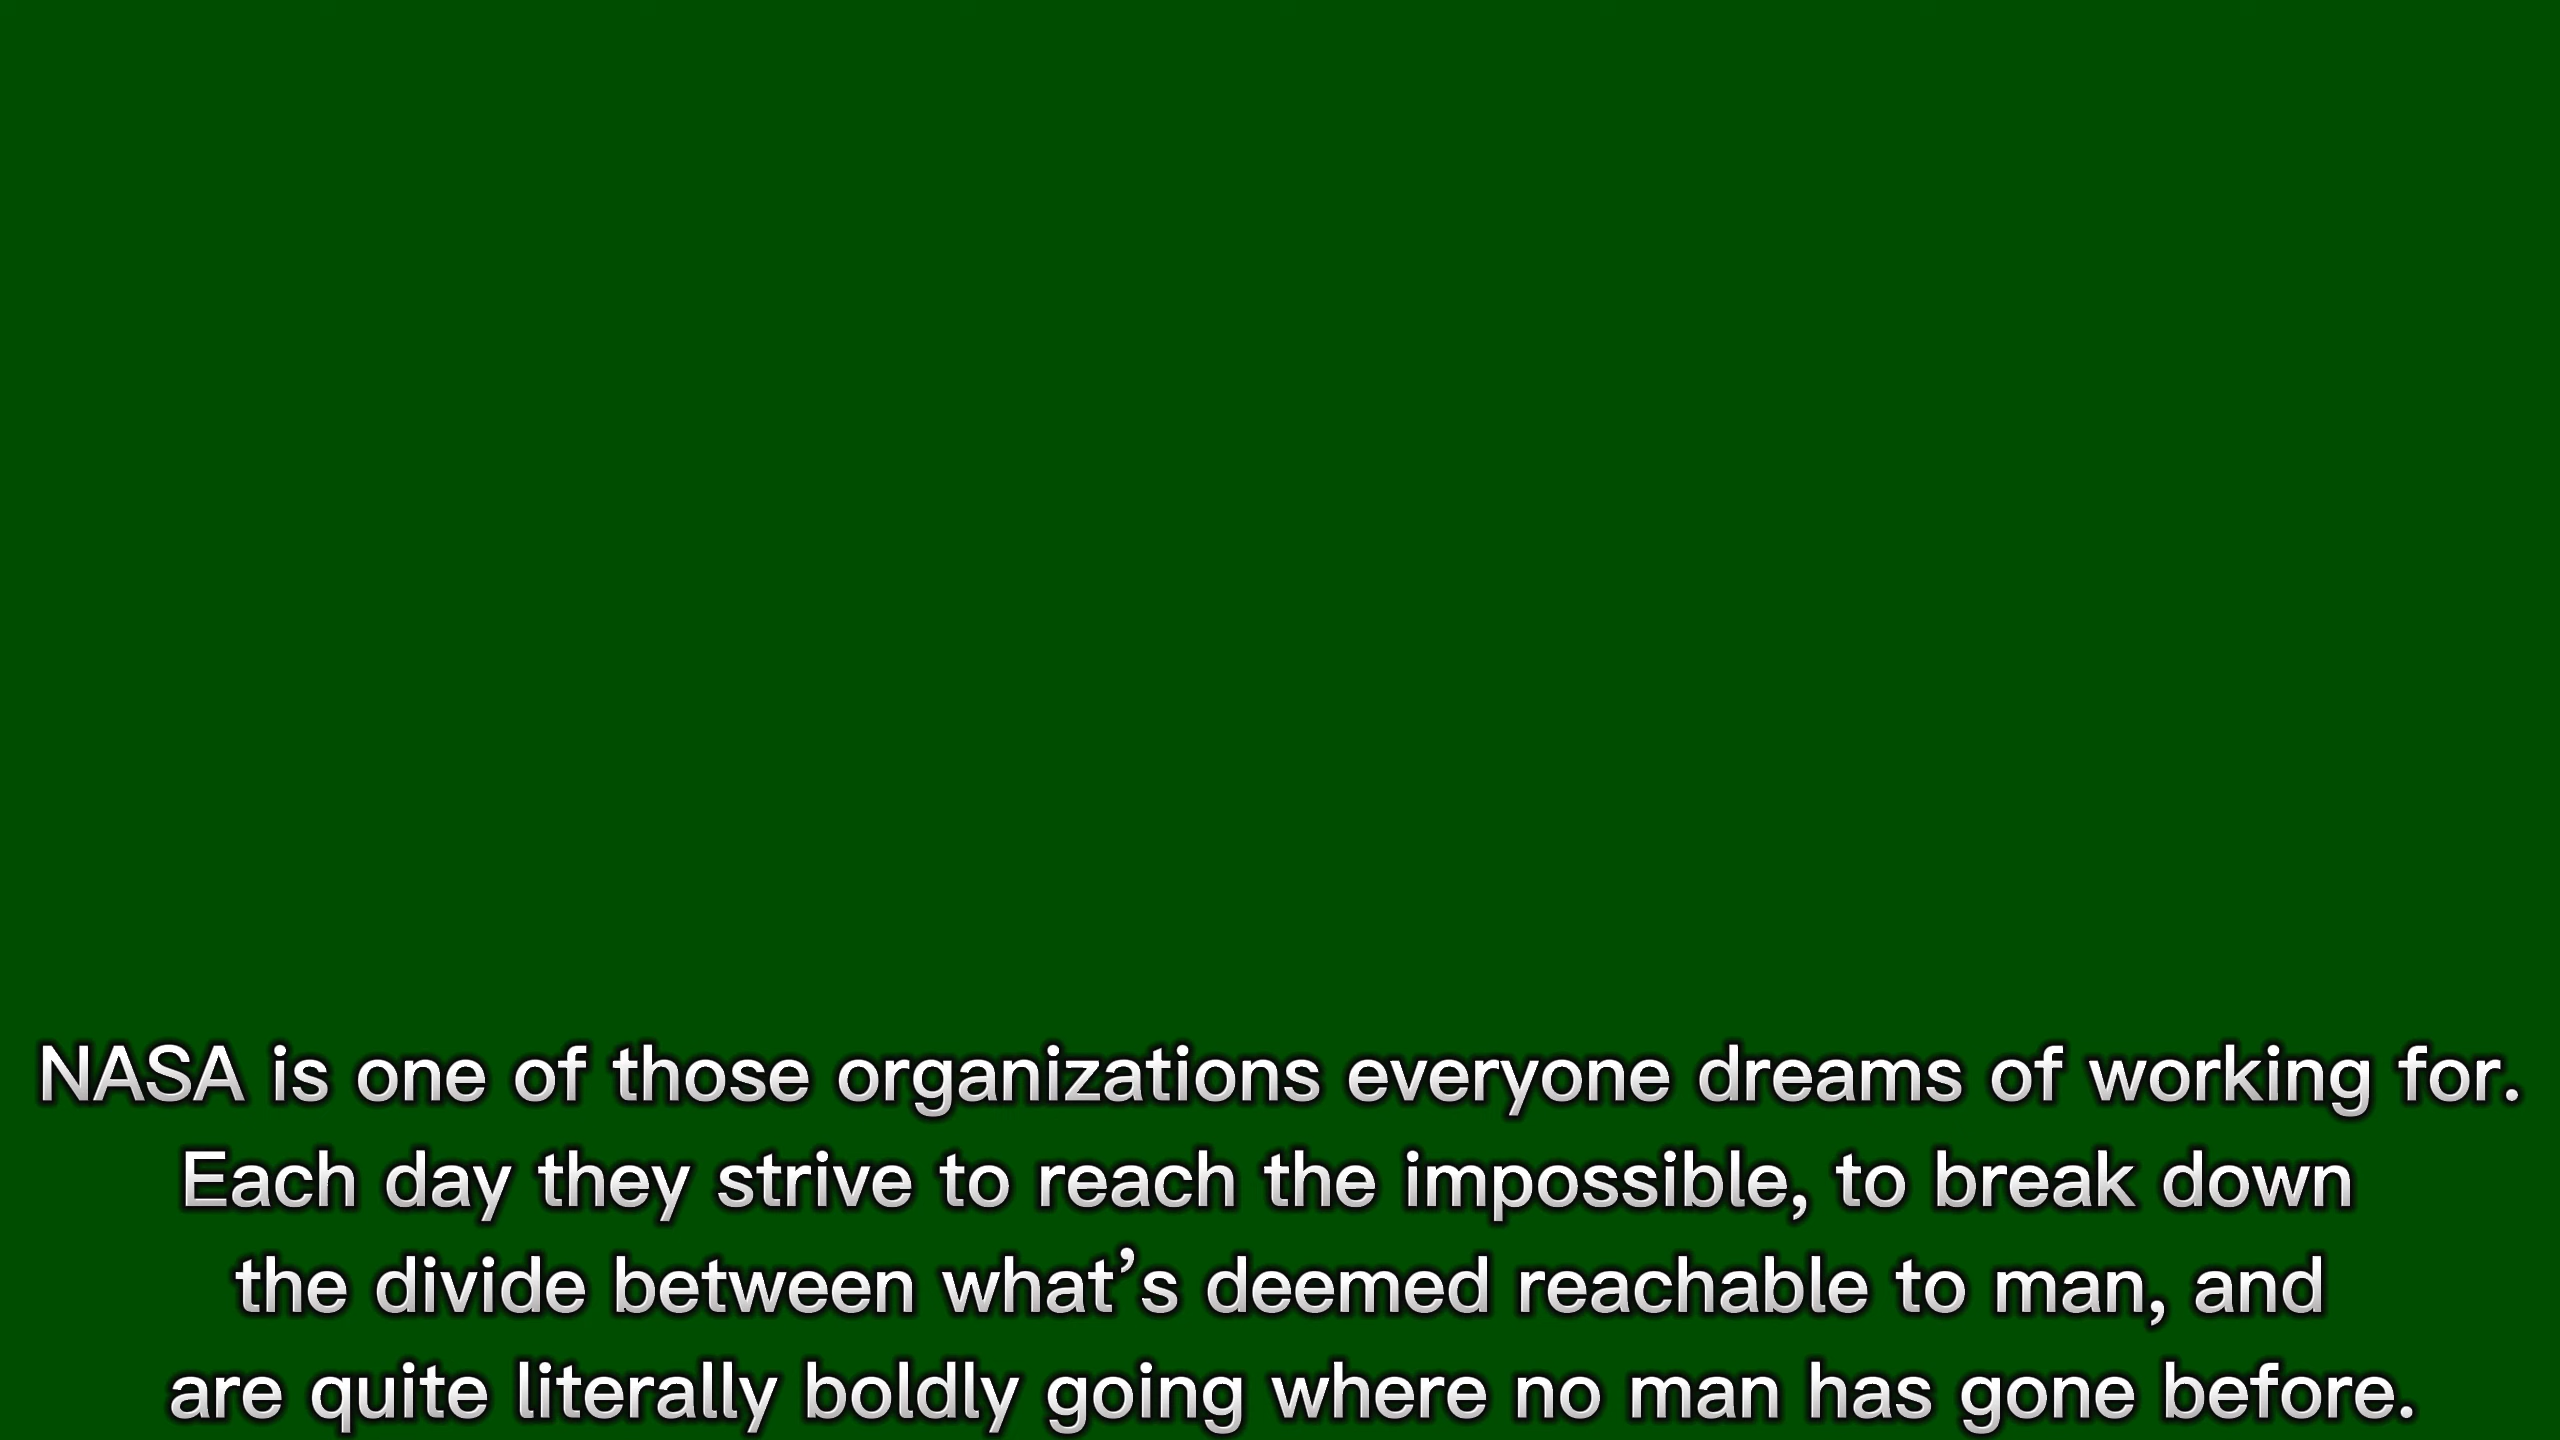 NASA is one of those organizations everyone dreams of working for.
Each day they strive to reach the impossible, to break down
the divide between what’s deemed reachable to man, and
are quite literally boldly going where no man has gone before.